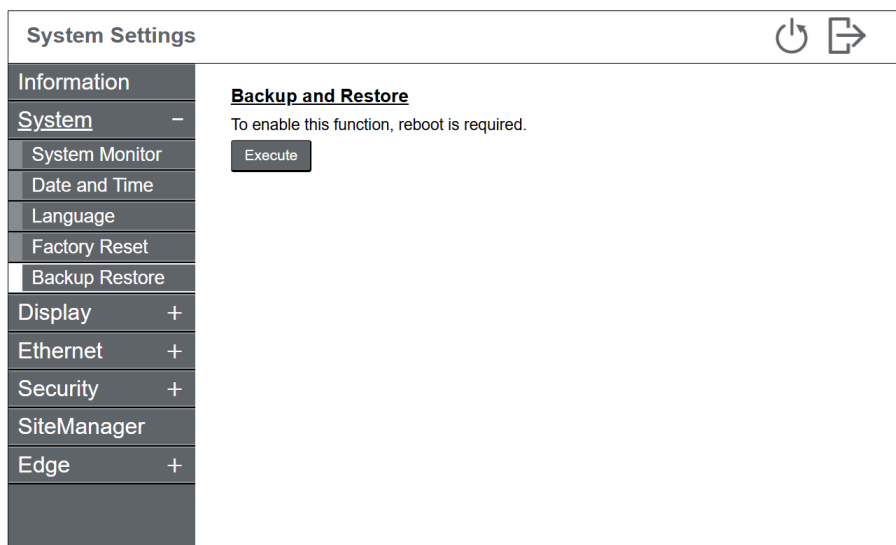 System Settings
Information
System −
System Monitor
Date and Time
Language
Factory Reset
Backup Restore
Display +
Ethernet +
Security +
SiteManager
Edge +
Backup and Restore
To enable this function, reboot is required.
Execute